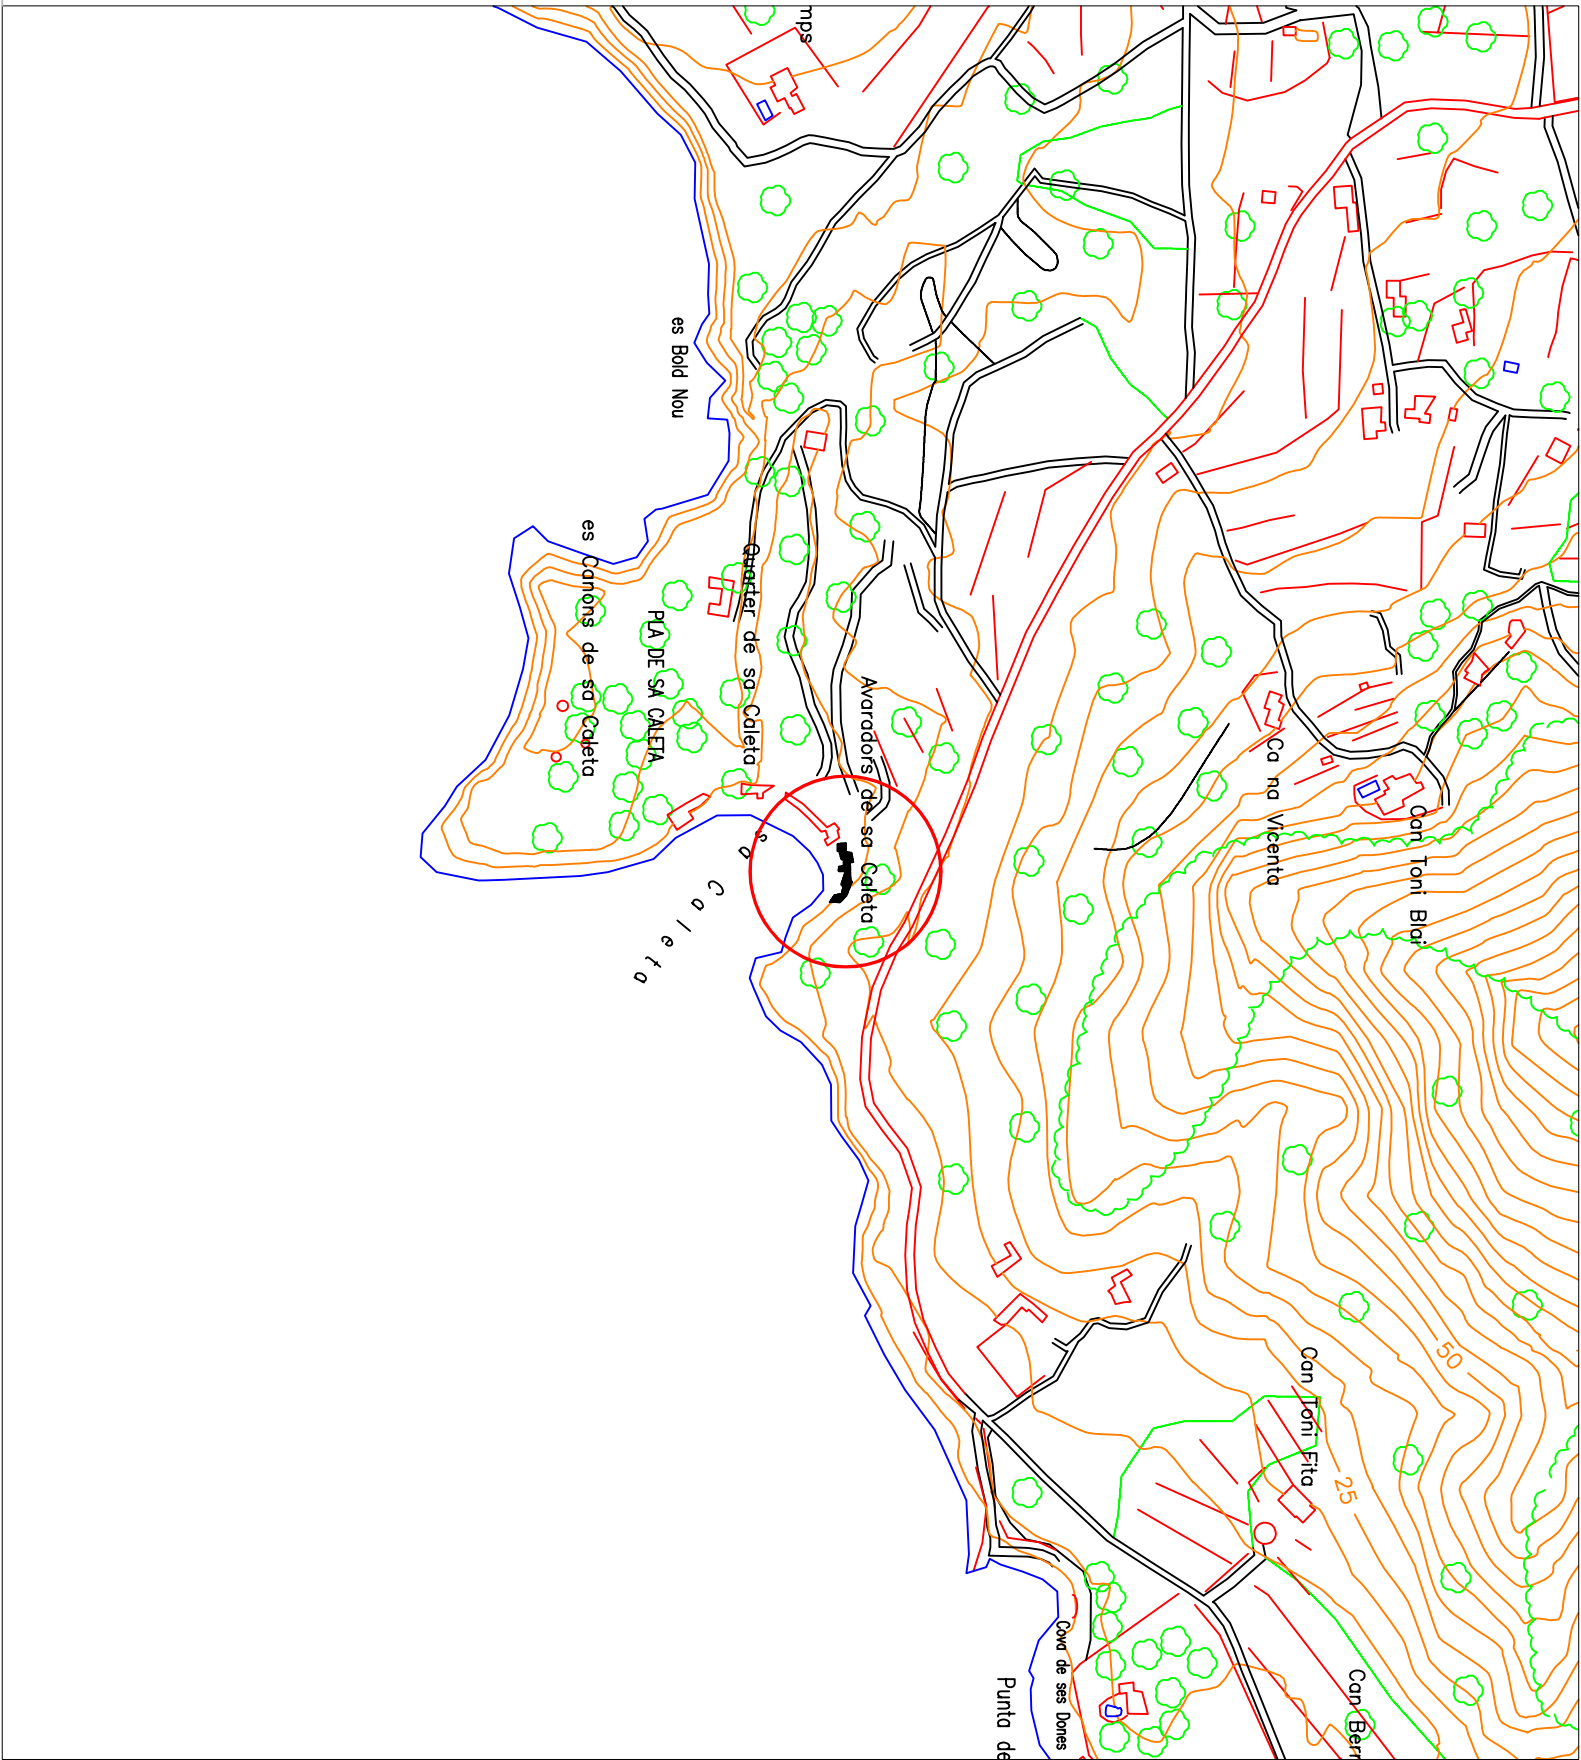 mps
es Bold Nou
es Canons de sa Caleta
PLA DE SA CALETA
Quarter de sa Caleta
Avaradors de sa Caleta
sa Caleta
Ca na Vicenta
Can Toni Blai
50
25
Can Toni Fita
Can Berr
Cova de ses Dones
Punta de